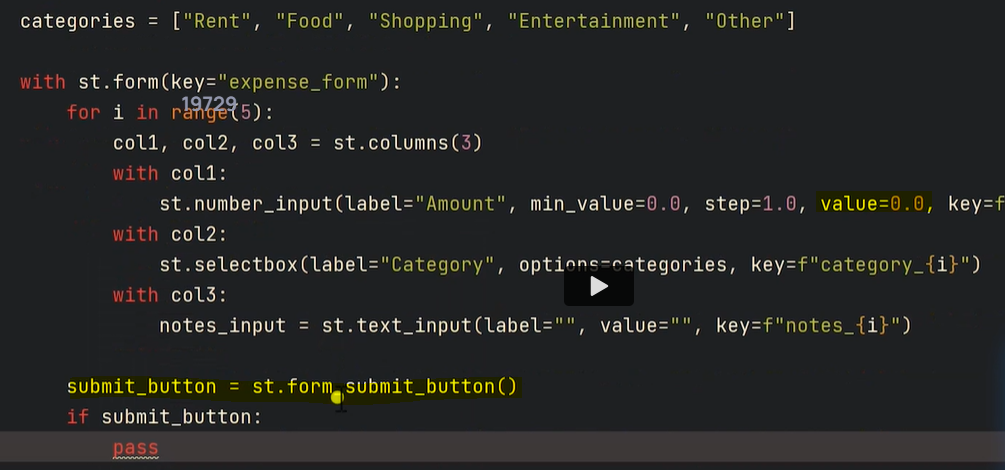 categories = ["Rent", "Food", "Shopping", "Entertainment", "Other"]
with st.form(key="expense_form"):
19729
for i in range(5):
col1, col2, col3 = st.columns(3)
with col1:
st.number_input(label="Amount", min_value=0.0, step=1.0, value=0.0, key=f
with col2:
st.selectbox(label="Category", options=categories, key=f"category_{i}")
with col3:
notes_input = st.text_input(label="", value="", key=f"notes_{i}")
submit_button = st.form_submit_button()
if submit_button:
pass